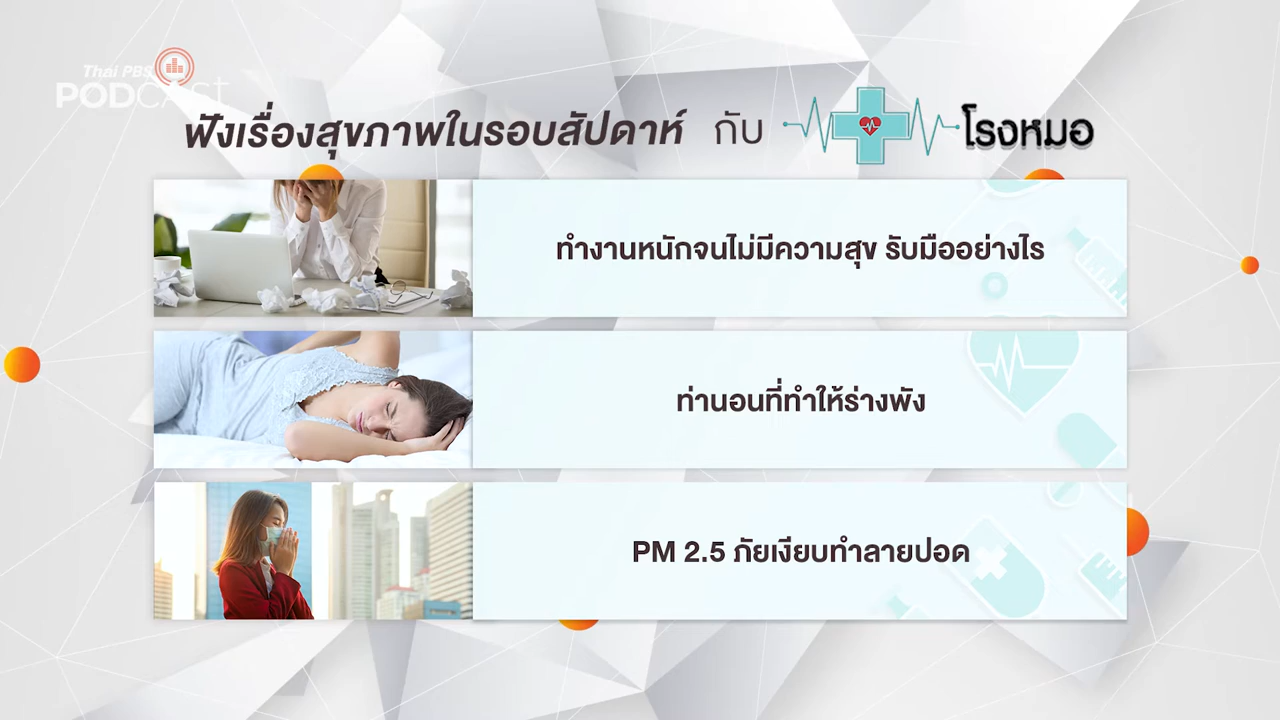 Thai PBS
PODCAST
ฟังเรื่องสุขภาพในรอบสัปดาห์ กับ โรงหมอ
ทำงานหนักจนไม่มีความสุข รับมืออย่างไร
ท่านอนที่ทำให้ร่างพัง
PM 2.5 ภัยเงียบทำลายปอด